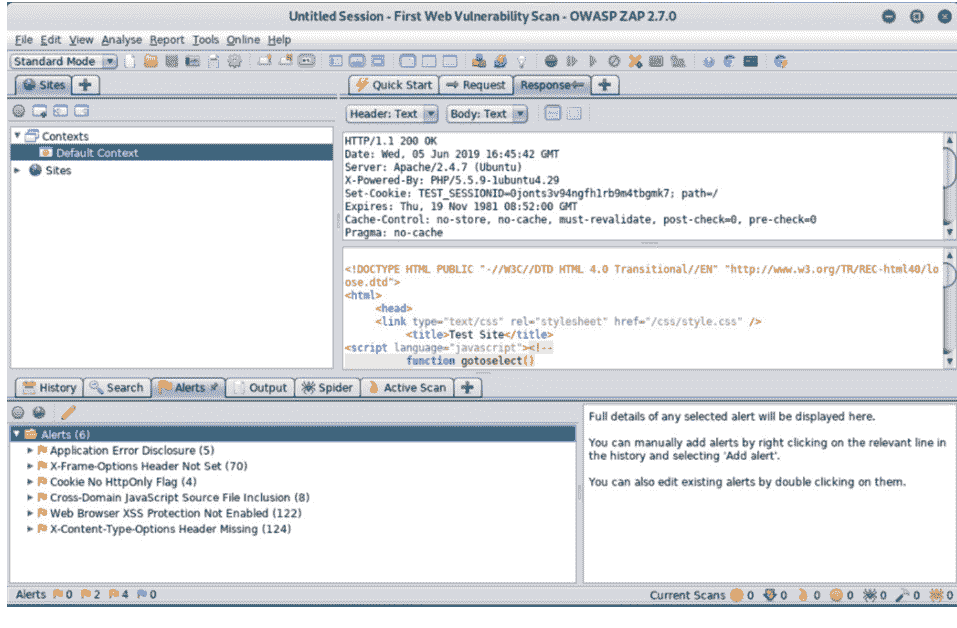 Untitled Session - First Web Vulnerability Scan - OWASP ZAP 2.7.0
File Edit View Analyse Report Tools Online Help
Standard Mode
Sites
Quick Start Request Response
Header: Text Body: Text
Contexts
Default Context
Sites
HTTP/1.1 200 OK
Date: Wed, 05 Jun 2019 16:45:42 GMT
Server: Apache/2.4.7 (Ubuntu)
X-Powered-By: PHP/5.5.9-1ubuntu4.29
Set-Cookie: TEST_SESSIONID=0jonts3v94ngfh1rb9m4tbgmk7; path=/
Expires: Thu, 19 Nov 1981 08:52:00 GMT
Cache-Control: no-store, no-cache, must-revalidate, post-check=0, pre-check=0
Pragma: no-cache
<!DOCTYPE HTML PUBLIC "-//W3C//DTD HTML 4.0 Transitional//EN" "http://www.w3.org/TR/REC-html40/lo
ose.dtd">
<html>
<head>
<link type="text/css" rel="stylesheet" href="/css/style.css" />
<title>Test Site</title>
<script language="javascript"><!--
function gotoselect()
History Search Alerts Output Spider Active Scan
Alerts (6)
Application Error Disclosure (5)
X-Frame-Options Header Not Set (70)
Cookie No HttpOnly Flag (4)
Cross-Domain JavaScript Source File Inclusion (8)
Web Browser XSS Protection Not Enabled (122)
X-Content-Type-Options Header Missing (124)
Full details of any selected alert will be displayed here.
You can manually add alerts by right clicking on the relevant line in
the history and selecting 'Add alert'.
You can also edit existing alerts by double clicking on them.
Alerts 0 2 4 0
Current Scans 0 0 0 0 0 0 0